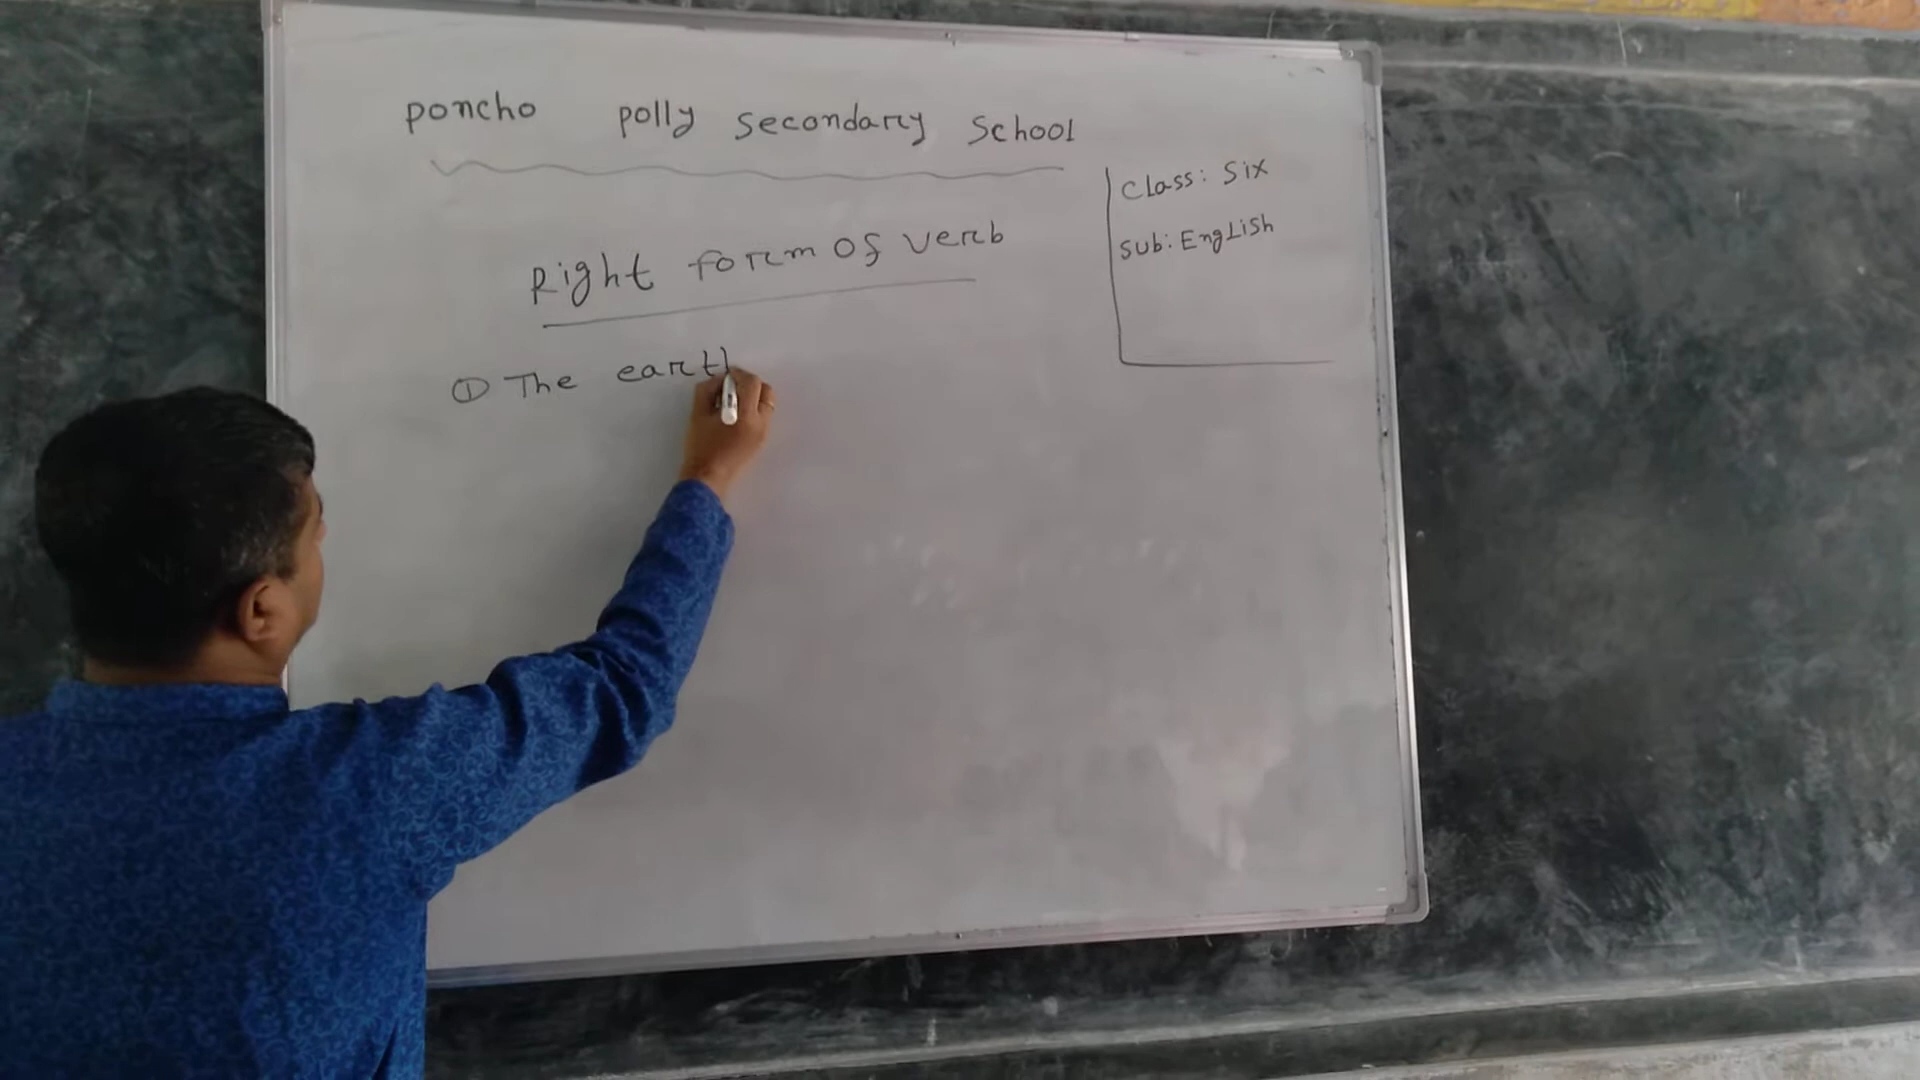 Poncho Polly Secondary School
Class: Six
Sub: English
Right form of verb
① The earth